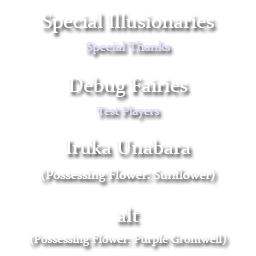 Special Illusionaries
Special Thanks
Debug Fairies
Test Players
Iruka Unabara
(Possessing Flower: Sunflower)
alt
(Possessing Flower: Purple Gromwell)